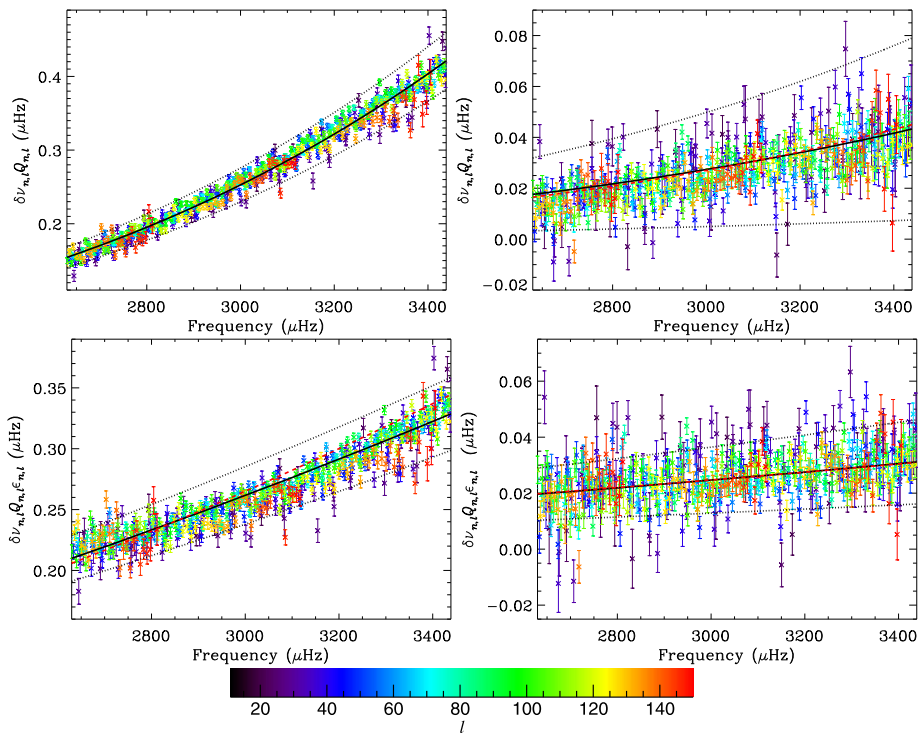 0.4
0.3
0.2
δν_{n,l}Q_{n,l} (μHz)
2800 3000 3200 3400
Frequency (μHz)
0.08
0.06
0.04
0.02
0.00
−0.02
δν_{n,l}Q_{n,l} (μHz)
2800 3000 3200 3400
Frequency (μHz)
0.35
0.30
0.25
0.20
δν_{n,l}Q_{n,l}ε_{n,l} (μHz)
2800 3000 3200 3400
Frequency (μHz)
0.06
0.04
0.02
0.00
−0.02
δν_{n,l}Q_{n,l}ε_{n,l} (μHz)
2800 3000 3200 3400
Frequency (μHz)
20 40 60 80 100 120 140
l